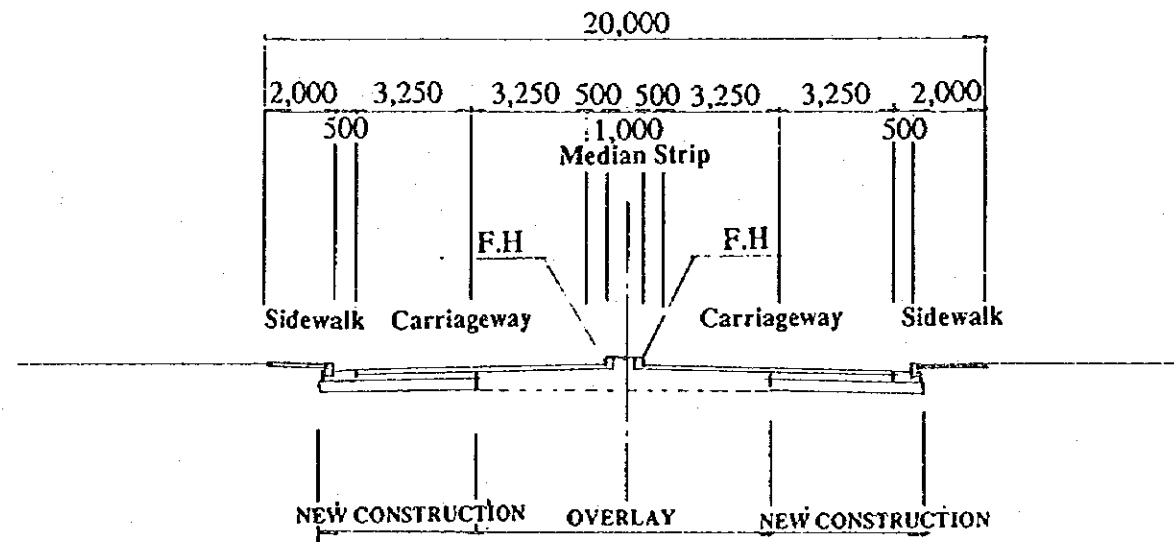 20,000
2,000 3,250 3,250 500 500 3,250 3,250 2,000
500 1,000 500
Median Strip
F.H F.H
Sidewalk Carriageway Carriageway Sidewalk
NEW CONSTRUCTION OVERLAY NEW CONSTRUCTION